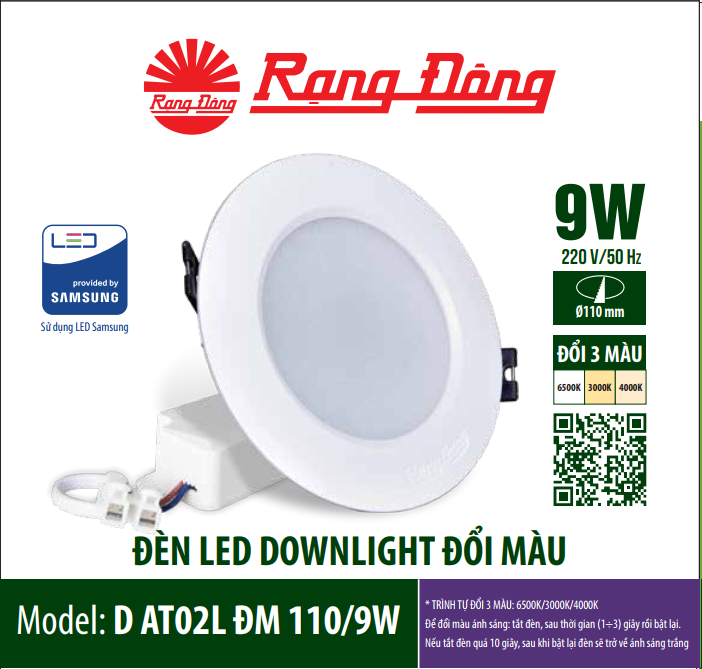 Rạng Đông
Rạng Đông
LED
provided by
SAMSUNG
Sử dụng LED Samsung
9W
220 V/50 Hz
Ø110 mm
ĐỔI 3 MÀU
6500K 3000K 4000K
Rạng Đông
ĐÈN LED DOWNLIGHT ĐỔI MÀU
Model: D AT02L ĐM 110/9W
* TRÌNH TỰ ĐỔI 3 MÀU: 6500K/3000K/4000K
Để đổi màu ánh sáng: tắt đèn, sau thời gian (1÷3) giây rồi bật lại.
Nếu tắt đèn quá 10 giây, sau khi bật lại đèn sẽ trở về ánh sáng trắng